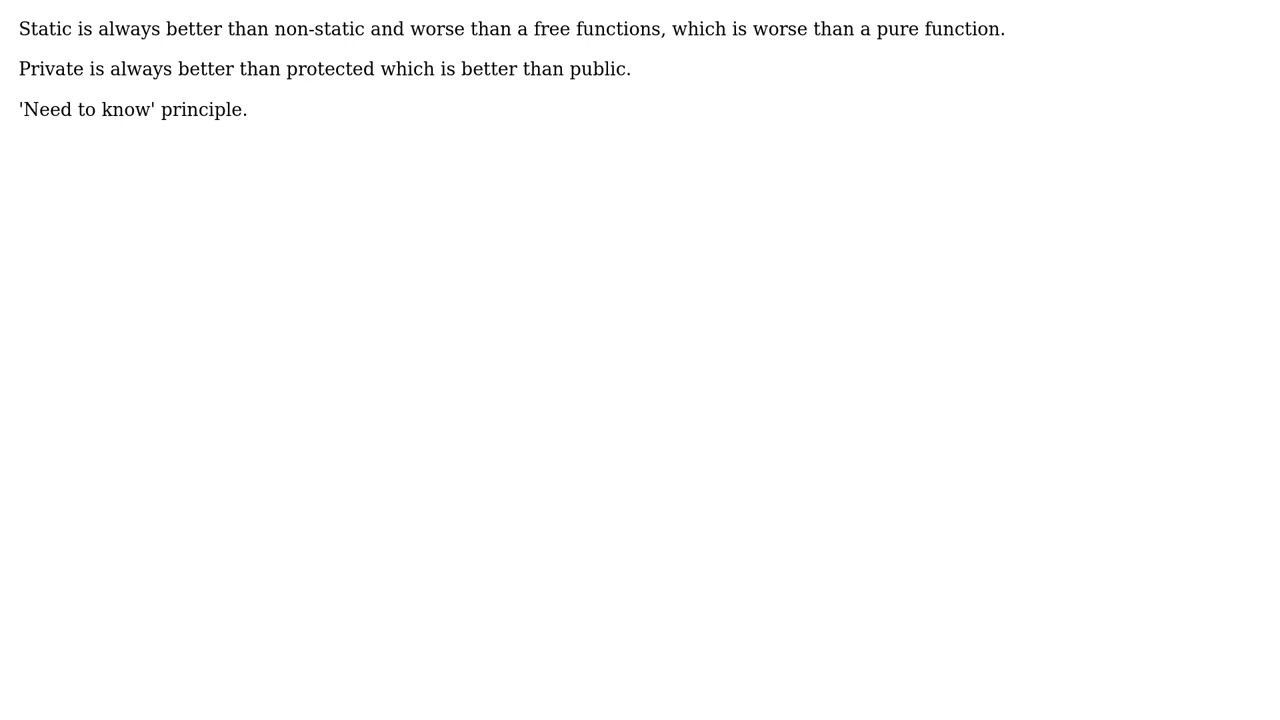 Static is always better than non-static and worse than a free functions, which is worse than a pure function.
Private is always better than protected which is better than public.
'Need to know' principle.